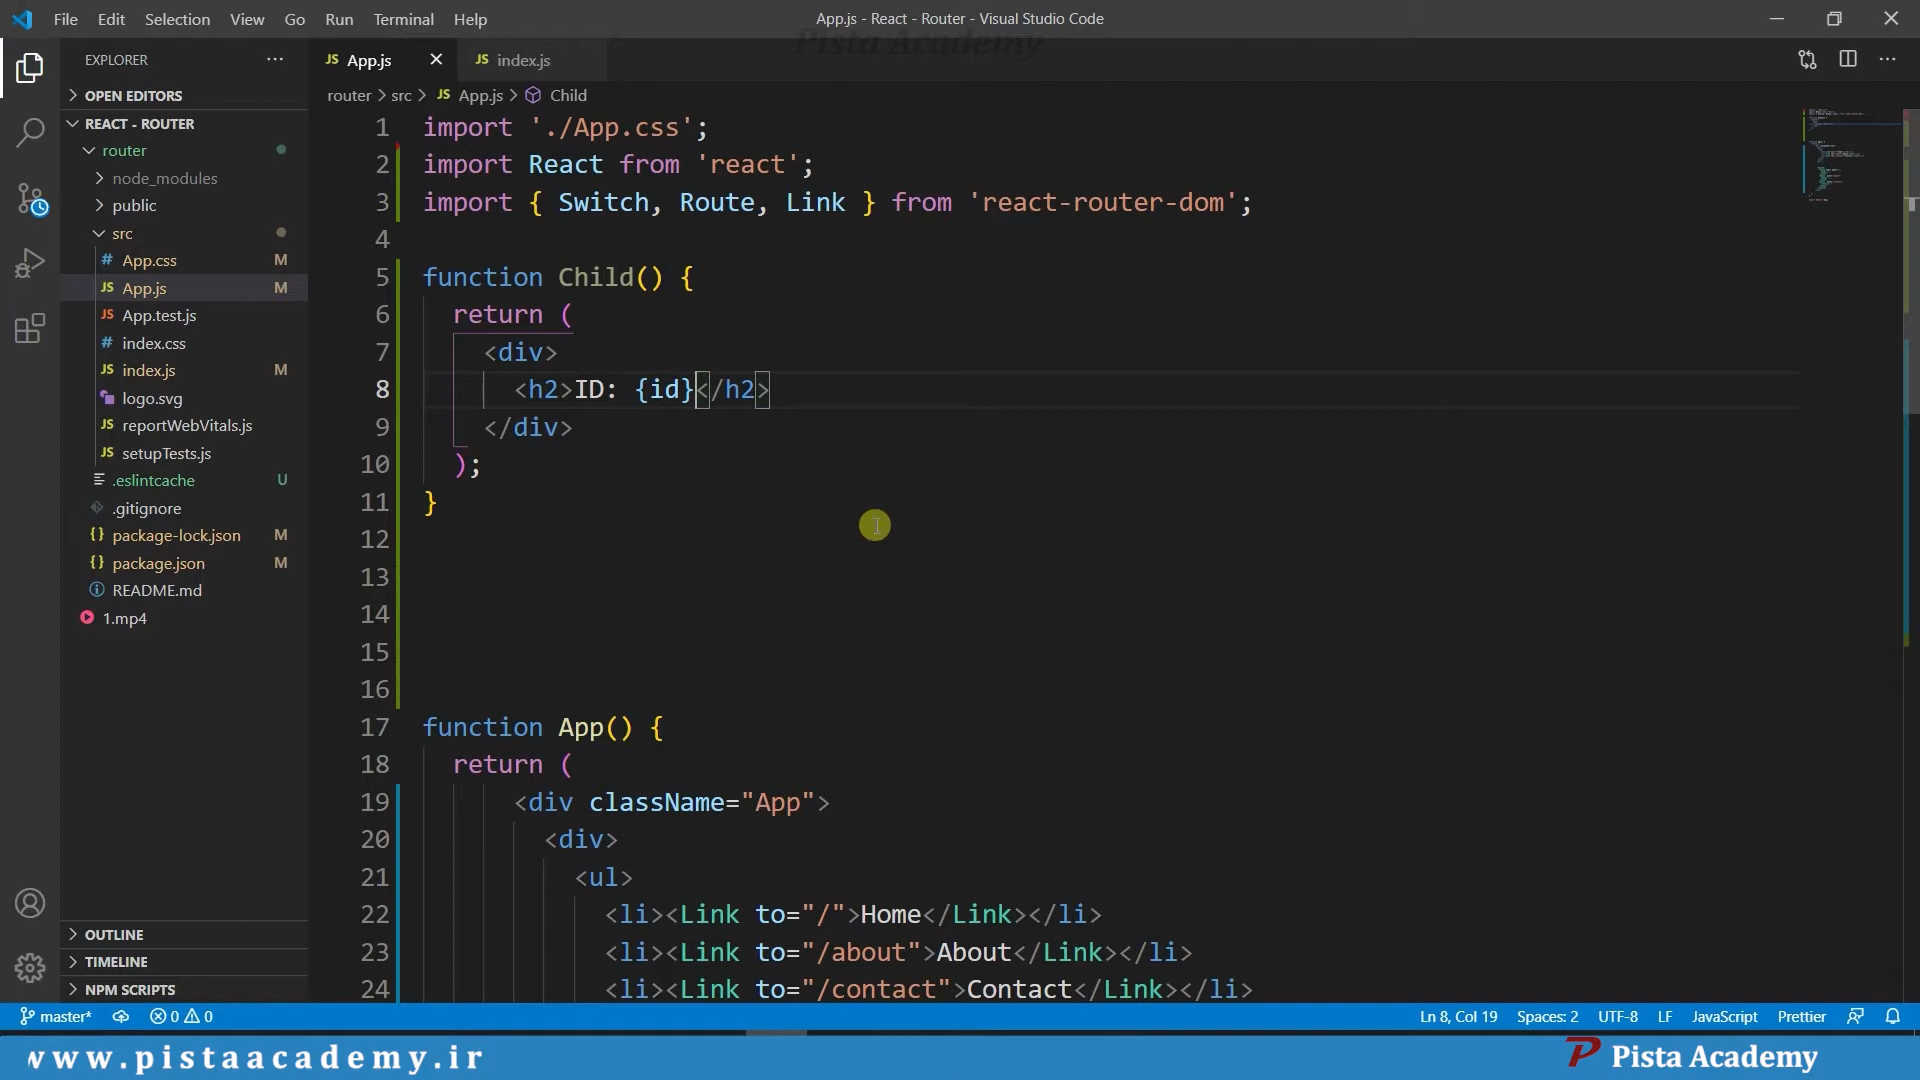 File Edit Selection View Go Run Terminal Help
App.js - React - Router - Visual Studio Code
Pista Academy
EXPLORER
JS App.js
JS index.js
OPEN EDITORS
router > src > JS App.js > Child
REACT - ROUTER
router
node_modules
public
src
# App.css M
JS App.js M
JS App.test.js
# index.css
JS index.js M
logo.svg
JS reportWebVitals.js
JS setupTests.js
.eslintcache U
.gitignore
{} package-lock.json M
{} package.json M
README.md
1.mp4
OUTLINE
TIMELINE
NPM SCRIPTS
1 import './App.css';
2 import React from 'react';
3 import { Switch, Route, Link } from 'react-router-dom';
4
5 function Child() {
6 return (
7 <div>
8 <h2>ID: {id}</h2>
9 </div>
10 );
11 }
12
13
14
15
16
17 function App() {
18 return (
19 <div className="App">
20 <div>
21 <ul>
22 <li><Link to="/">Home</Link></li>
23 <li><Link to="/about">About</Link></li>
24 <li><Link to="/contact">Contact</Link></li>
master* 0 0 Ln 8, Col 19 Spaces: 2 UTF-8 LF JavaScript Prettier
www.pistaacademy.ir
Pista Academy